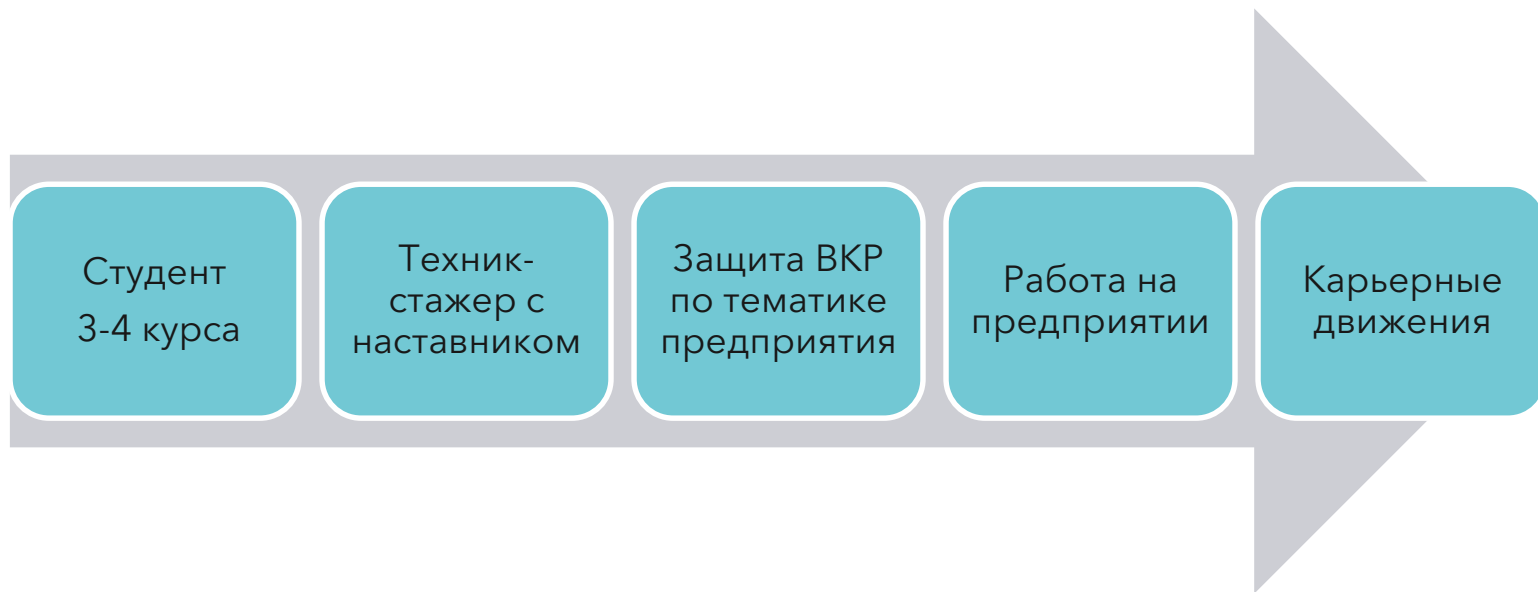 Студент
3-4 курса
Техник-
стажер с
наставником
Защита ВКР
по тематике
предприятия
Работа на
предприятии
Карьерные
движения